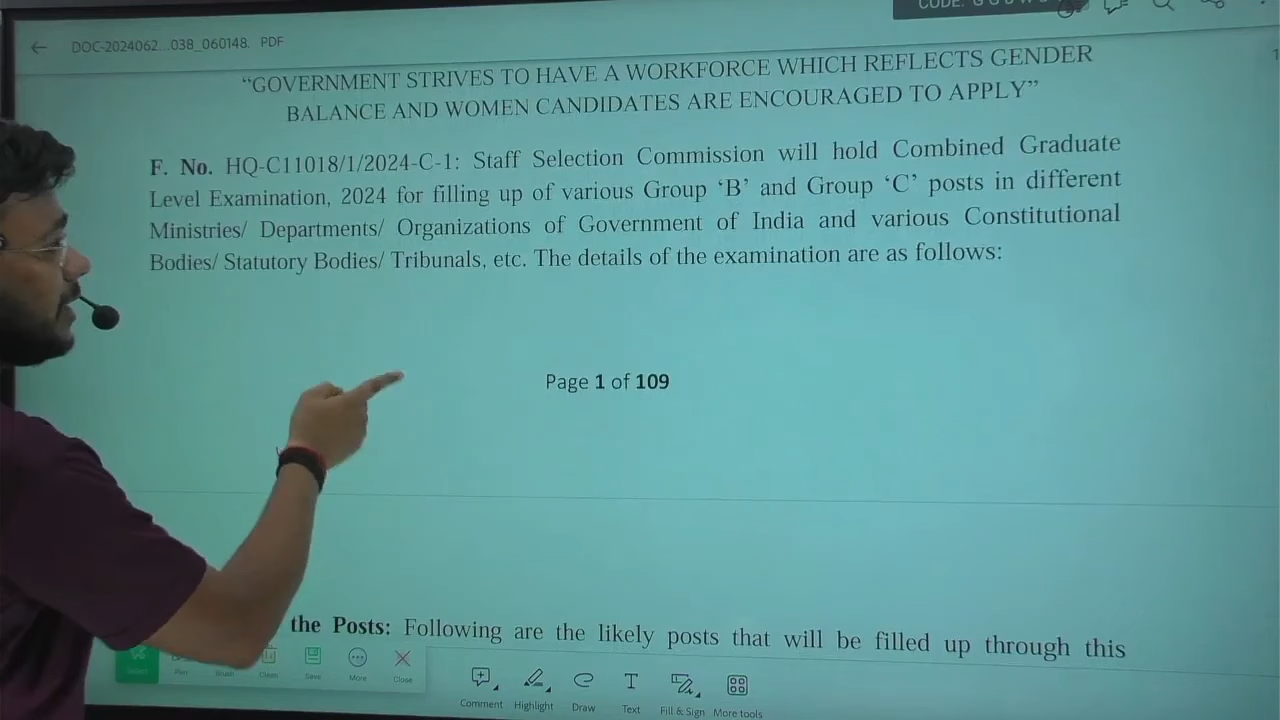 DOC-2024062...038_060148. PDF
“GOVERNMENT STRIVES TO HAVE A WORKFORCE WHICH REFLECTS GENDER
BALANCE AND WOMEN CANDIDATES ARE ENCOURAGED TO APPLY”
F. No. HQ-C11018/1/2024-C-1: Staff Selection Commission will hold Combined Graduate
Level Examination, 2024 for filling up of various Group ‘B’ and Group ‘C’ posts in different
Ministries/ Departments/ Organizations of Government of India and various Constitutional
Bodies/ Statutory Bodies/ Tribunals, etc. The details of the examination are as follows:
Page 1 of 109
the Posts: Following are the likely posts that will be filled up through this
Select Pen Brush Clean Save More Close
Comment Highlight Draw Text Fill & Sign More tools